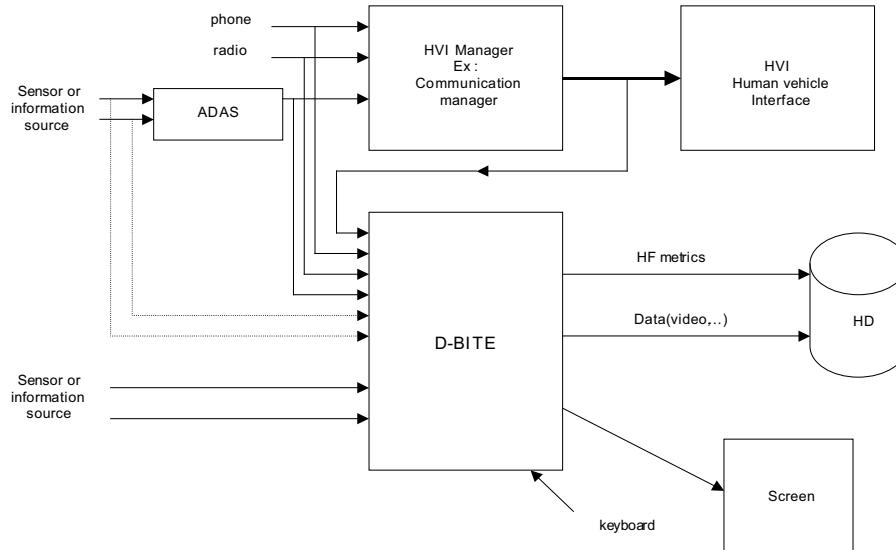 phone
radio
HVI Manager
Ex :
Communication
manager
HVI
Human vehicle
Interface
Sensor or
information
source
ADAS
HF metrics
Data(video,..)
HD
D-BITE
Sensor or
information
source
Screen
keyboard